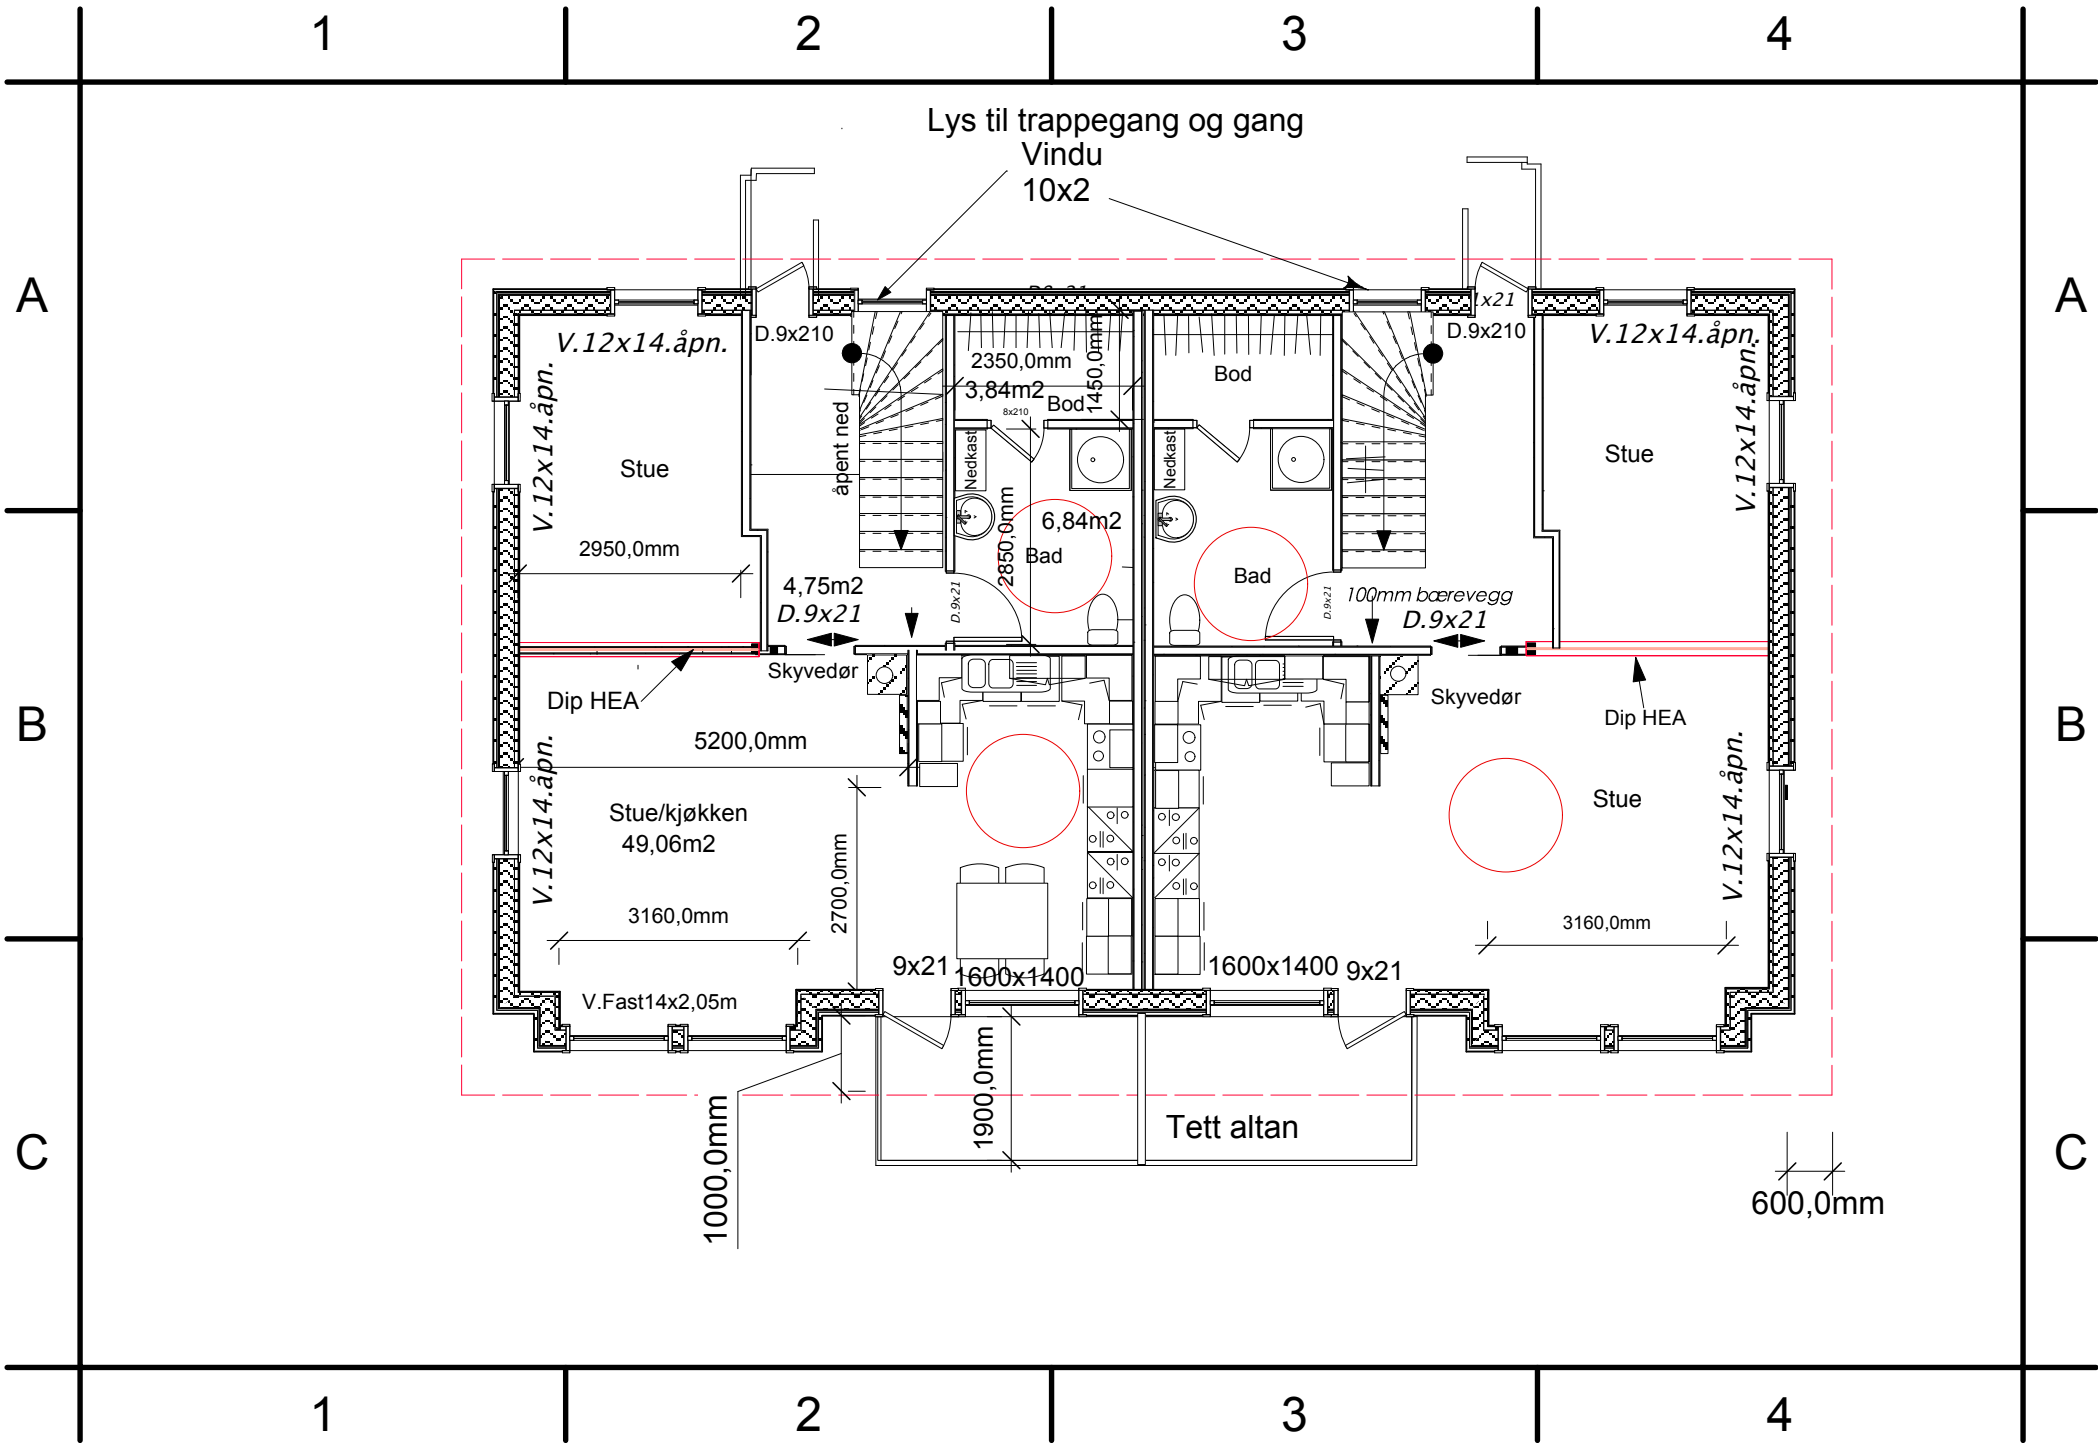 1 2 3 4
Lys til trappegang og gang
Vindu
10x2
A A
1x21
V.12x14.åpn. D.9x210 D.9x210 V.12x14.åpn.
2350,0mm
3,84m2
Bod
8x210
1450,0mm
Bod
V.12x14.åpn.
åpent ned
Nedkast
Nedkast
V.12x14.åpn.
Stue
Stue
2950,0mm
2850,0mm
6,84m2
Bad
Bad
4,75m2
D.9x21
D.9x21
D.9x21
100mm bærevegg
D.9x21
Skyvedør
Skyvedør
Dip HEA
Dip HEA
B B
5200,0mm
V.12x14.åpn.
Stue/kjøkken
49,06m2
2700,0mm
Stue
V.12x14.åpn.
3160,0mm
3160,0mm
9x21 1600x1400 1600x1400 9x21
V.Fast14x2,05m
1900,0mm
1000,0mm
Tett altan
C C
600,0mm
1 2 3 4